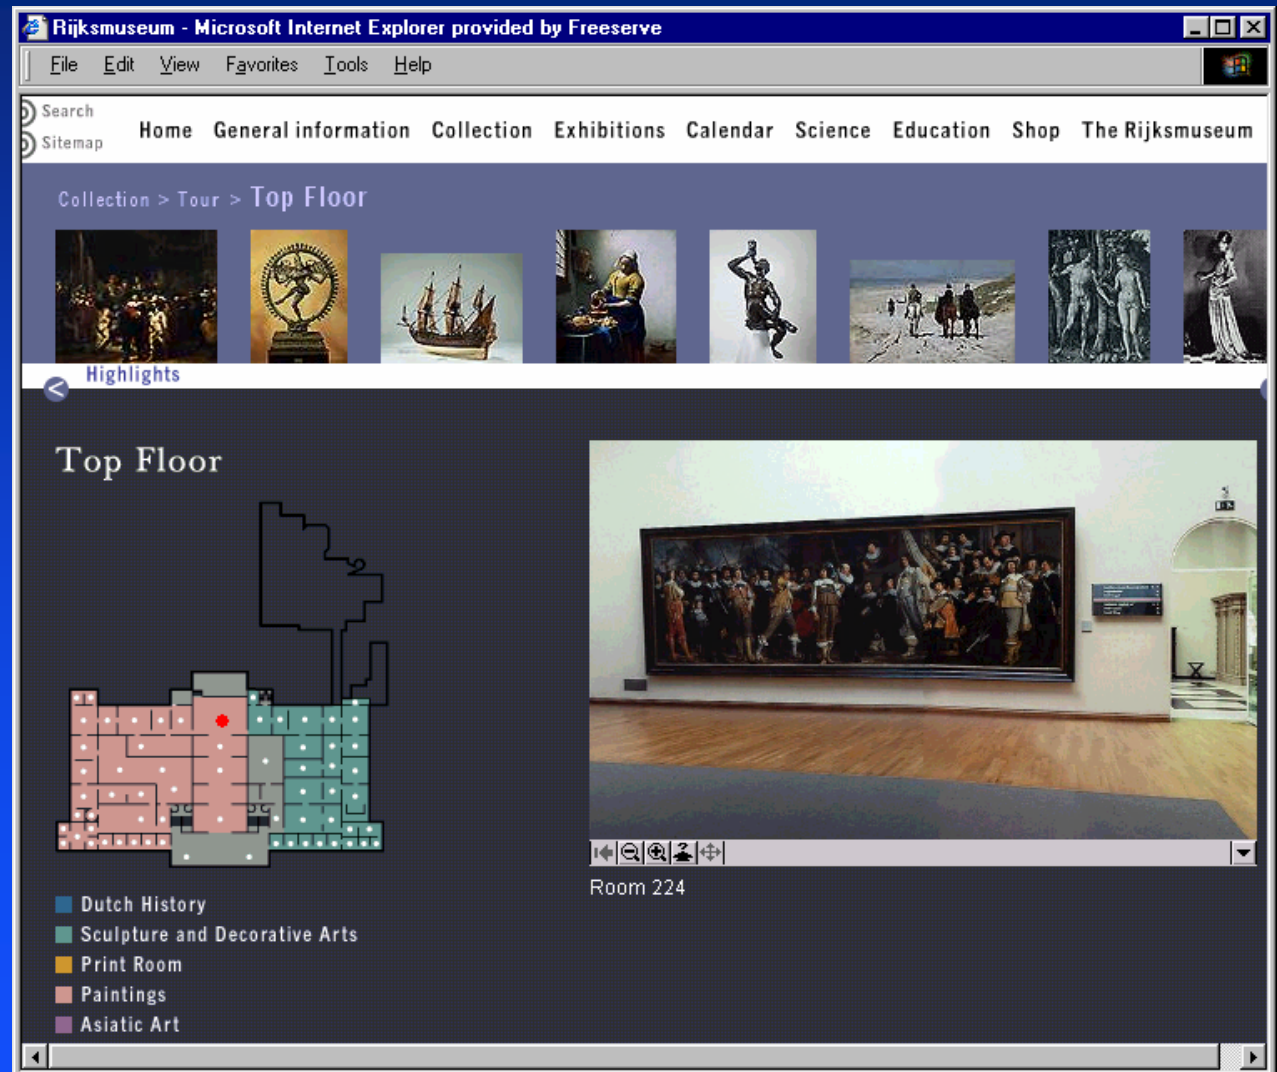 Rijksmuseum - Microsoft Internet Explorer provided by Freeserve
File Edit View Favorites Tools Help
Search
Sitemap
Home General information Collection Exhibitions Calendar Science Education Shop The Rijksmuseum
Collection > Tour > Top Floor
Highlights
Top Floor
Room 224
Dutch History
Sculpture and Decorative Arts
Print Room
Paintings
Asiatic Art